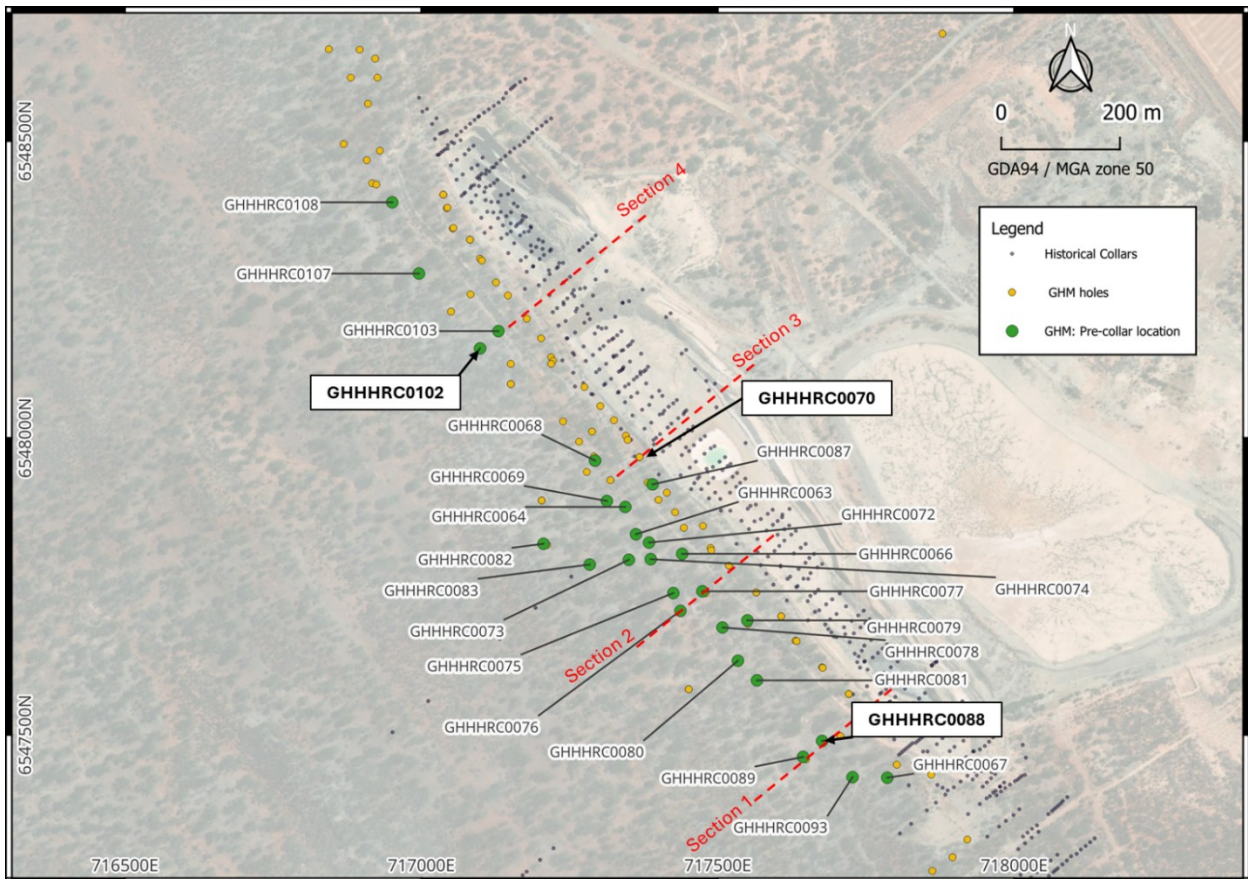 N
0 200 m
GDA94 / MGA zone 50
Legend
Historical Collars
GHM holes
GHM: Pre-collar location
6548500N
6548000N
6547500N
Section 4
GHHHRC0108
GHHHRC0107
GHHHRC0103
Section 3
GHHHRC0102
GHHHRC0070
GHHHRC0068
GHHHRC0087
GHHHRC0069
GHHHRC0063
GHHHRC0064
GHHHRC0072
GHHHRC0082
GHHHRC0066
GHHHRC0083
GHHHRC0074
GHHHRC0077
GHHHRC0073
GHHHRC0079
GHHHRC0075
Section 2
GHHHRC0078
GHHHRC0081
GHHHRC0076
GHHHRC0088
GHHHRC0080
GHHHRC0089
GHHHRC0067
Section 1
GHHHRC0093
716500E 717000E 717500E 718000E